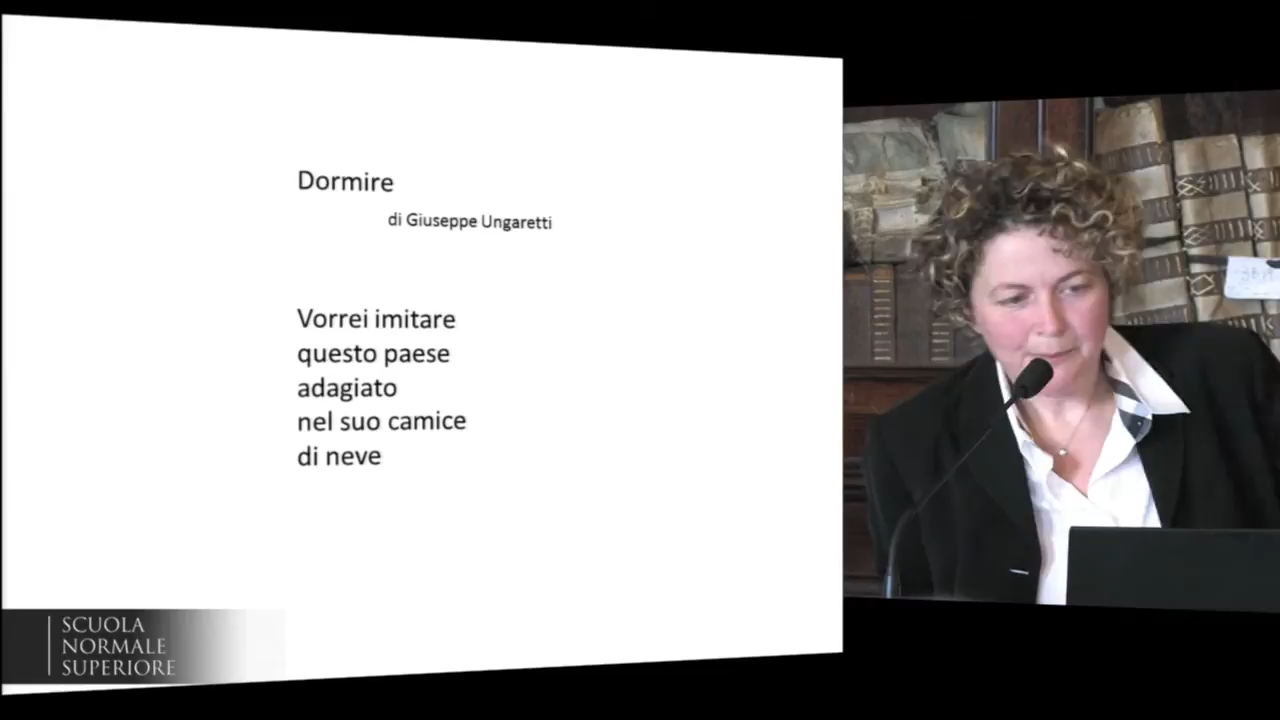 Dormire
di Giuseppe Ungaretti
Vorrei imitare
questo paese
adagiato
nel suo camice
di neve
SCUOLA
NORMALE
SUPERIORE